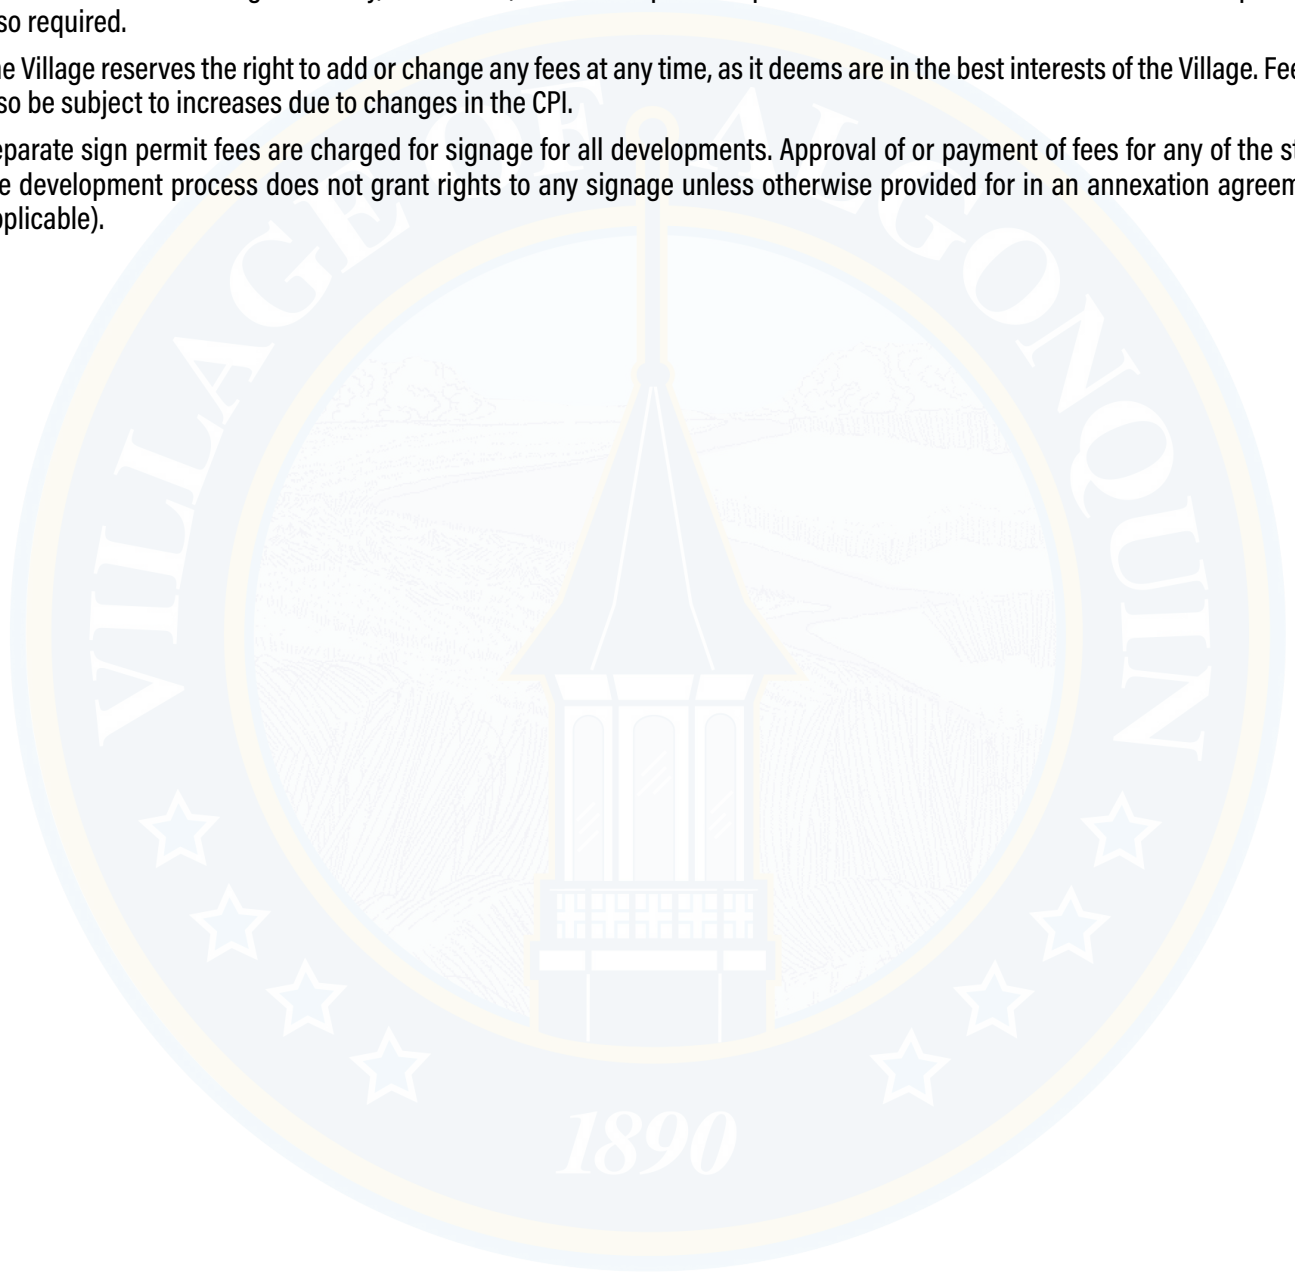 so required.
e Village reserves the right to add or change any fees at any time, as it deems are in the best interests of the Village. Fee
so be subject to increases due to changes in the CPI.
eparate sign permit fees are charged for signage for all developments. Approval of or payment of fees for any of the st
e development process does not grant rights to any signage unless otherwise provided for in an annexation agreem
plicable).
VILLAGE OF ALGONQUIN
1890